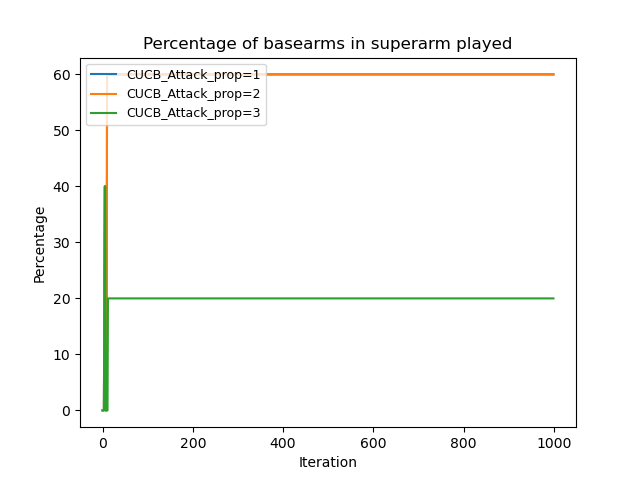 Percentage of basearms in superarm played
CUCB_Attack_prop=1
CUCB_Attack_prop=2
CUCB_Attack_prop=3
60
50
40
30
20
10
0
Percentage
0 200 400 600 800 1000
Iteration